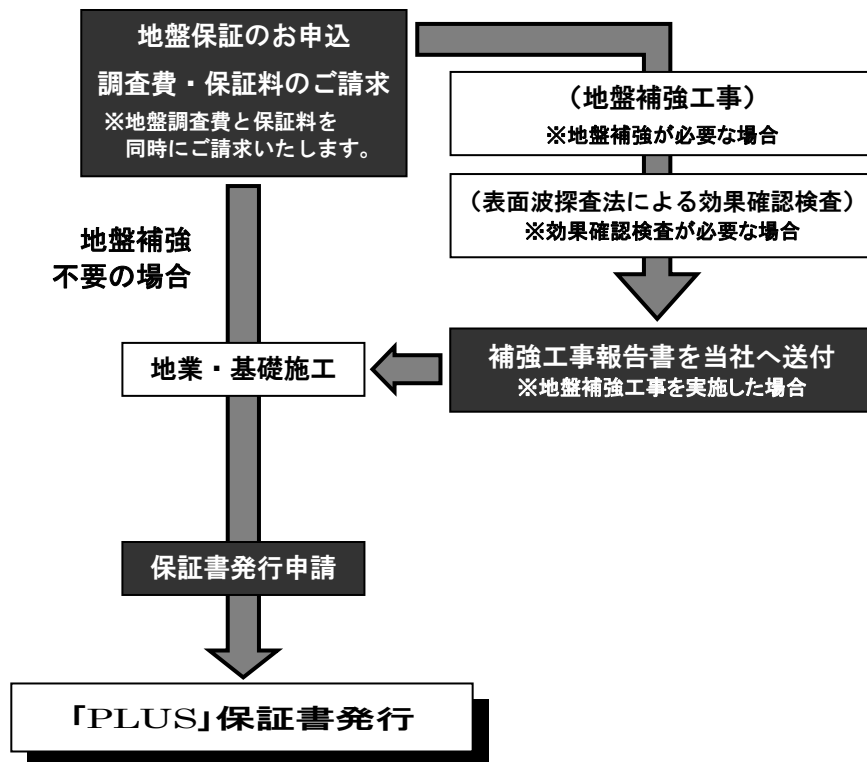 地盤保証のお申込
調査費・保証料のご請求
※地盤調査費と保証料を
同時にご請求いたします。
（地盤補強工事）
※地盤補強が必要な場合
（表面波探査法による効果確認検査）
※効果確認検査が必要な場合
地盤補強
不要の場合
補強工事報告書を当社へ送付
※地盤補強工事を実施した場合
地業・基礎施工
保証書発行申請
「PLUS」保証書発行